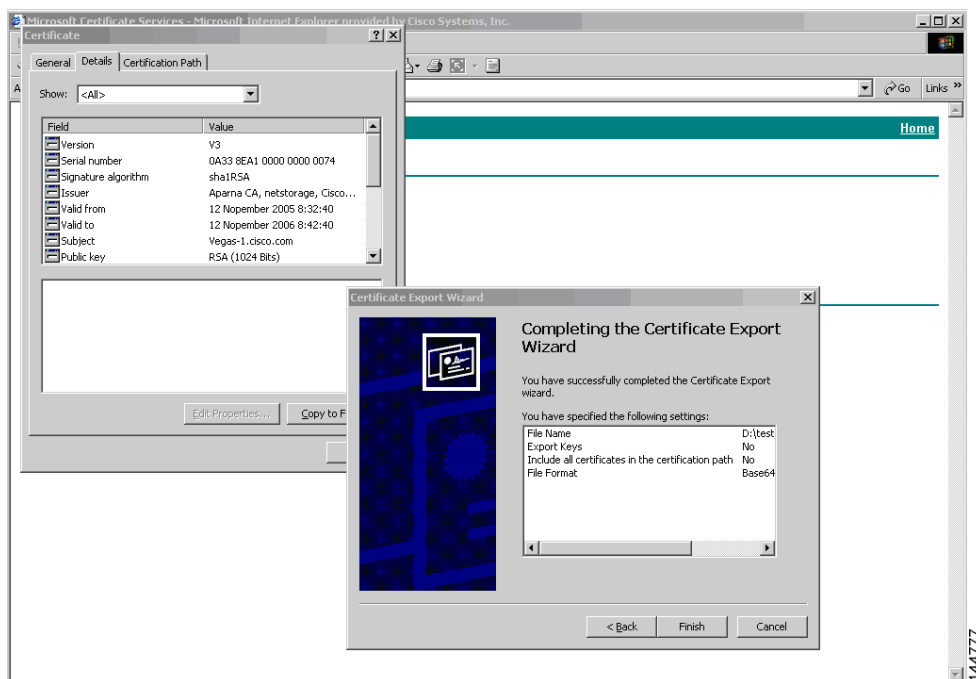 Microsoft Certificate Services - Microsoft Internet Explorer provided by Cisco Systems, Inc.
Certificate
General Details Certification Path
Go Links »
Show: <All>
Home
Field Value
Version V3
Serial number 0A33 8EA1 0000 0000 0074
Signature algorithm sha1RSA
Issuer Aparna CA, netstorage, Cisco...
Valid from 12 Nopember 2005 8:32:40
Valid to 12 Nopember 2006 8:42:40
Subject Vegas-1.cisco.com
Public key RSA (1024 Bits)
Edit Properties... Copy to F
Certificate Export Wizard
Completing the Certificate Export
Wizard
You have successfully completed the Certificate Export
wizard.
You have specified the following settings:
File Name D:\test
Export Keys No
Include all certificates in the certification path No
File Format Base64
< Back Finish Cancel
144777